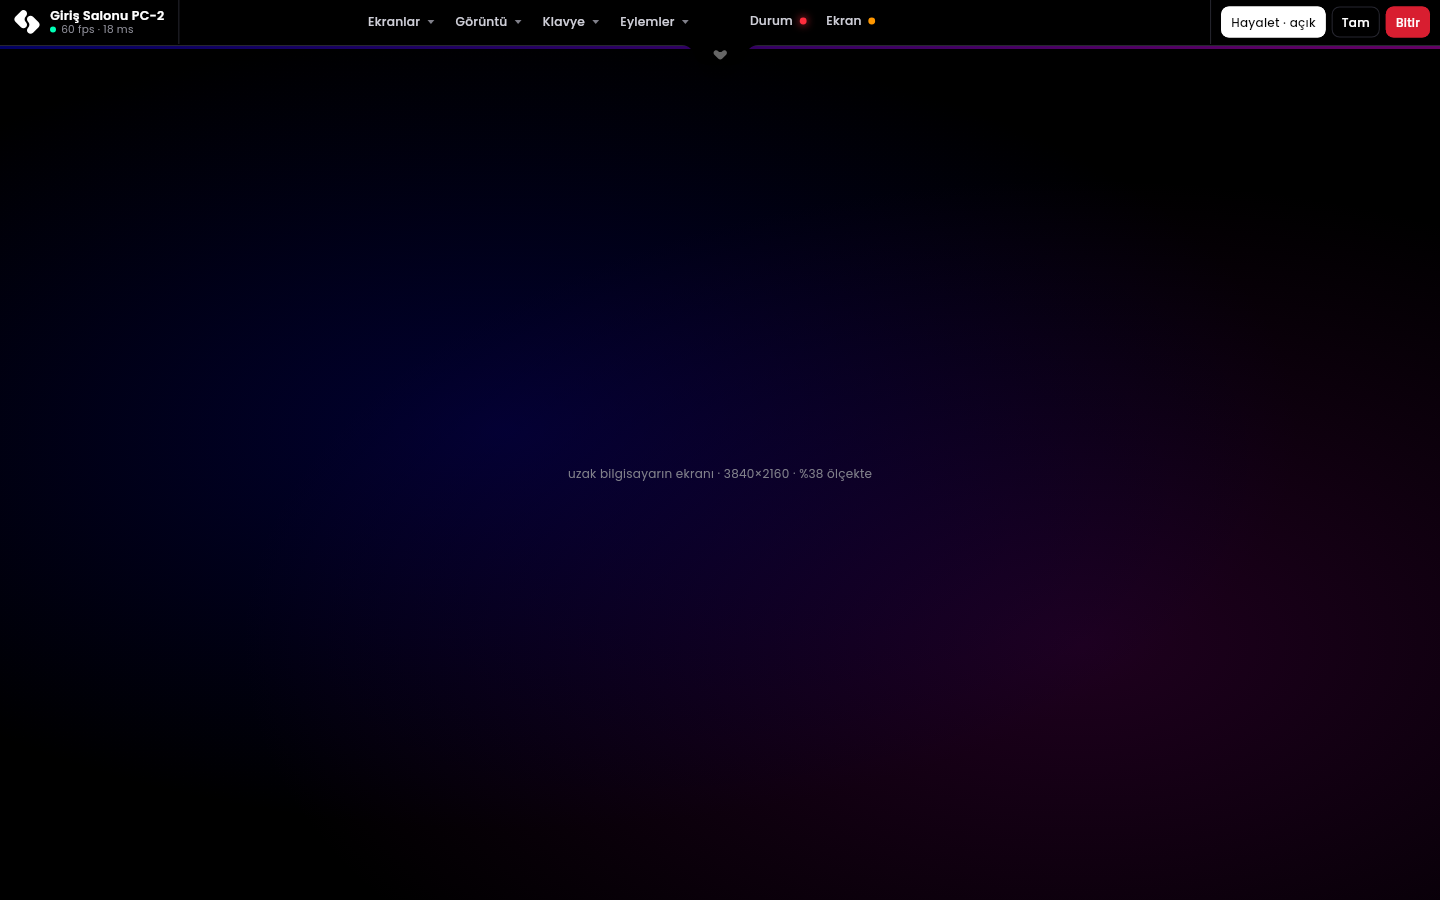 Giriş Salonu PC-2
60 fps · 18 ms
Ekranlar
Görüntü
Klavye
Eylemler
Durum
Ekran
Hayalet · açık
Tam
Bitir
uzak bilgisayarın ekranı · 3840×2160 · %38 ölçekte